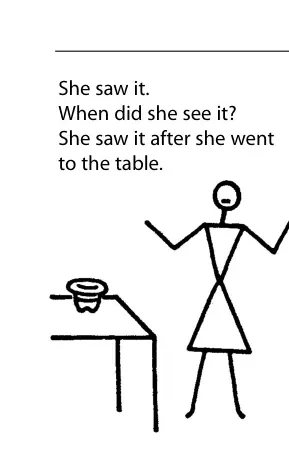 She saw it.
When did she see it?
She saw it after she went
to the table.